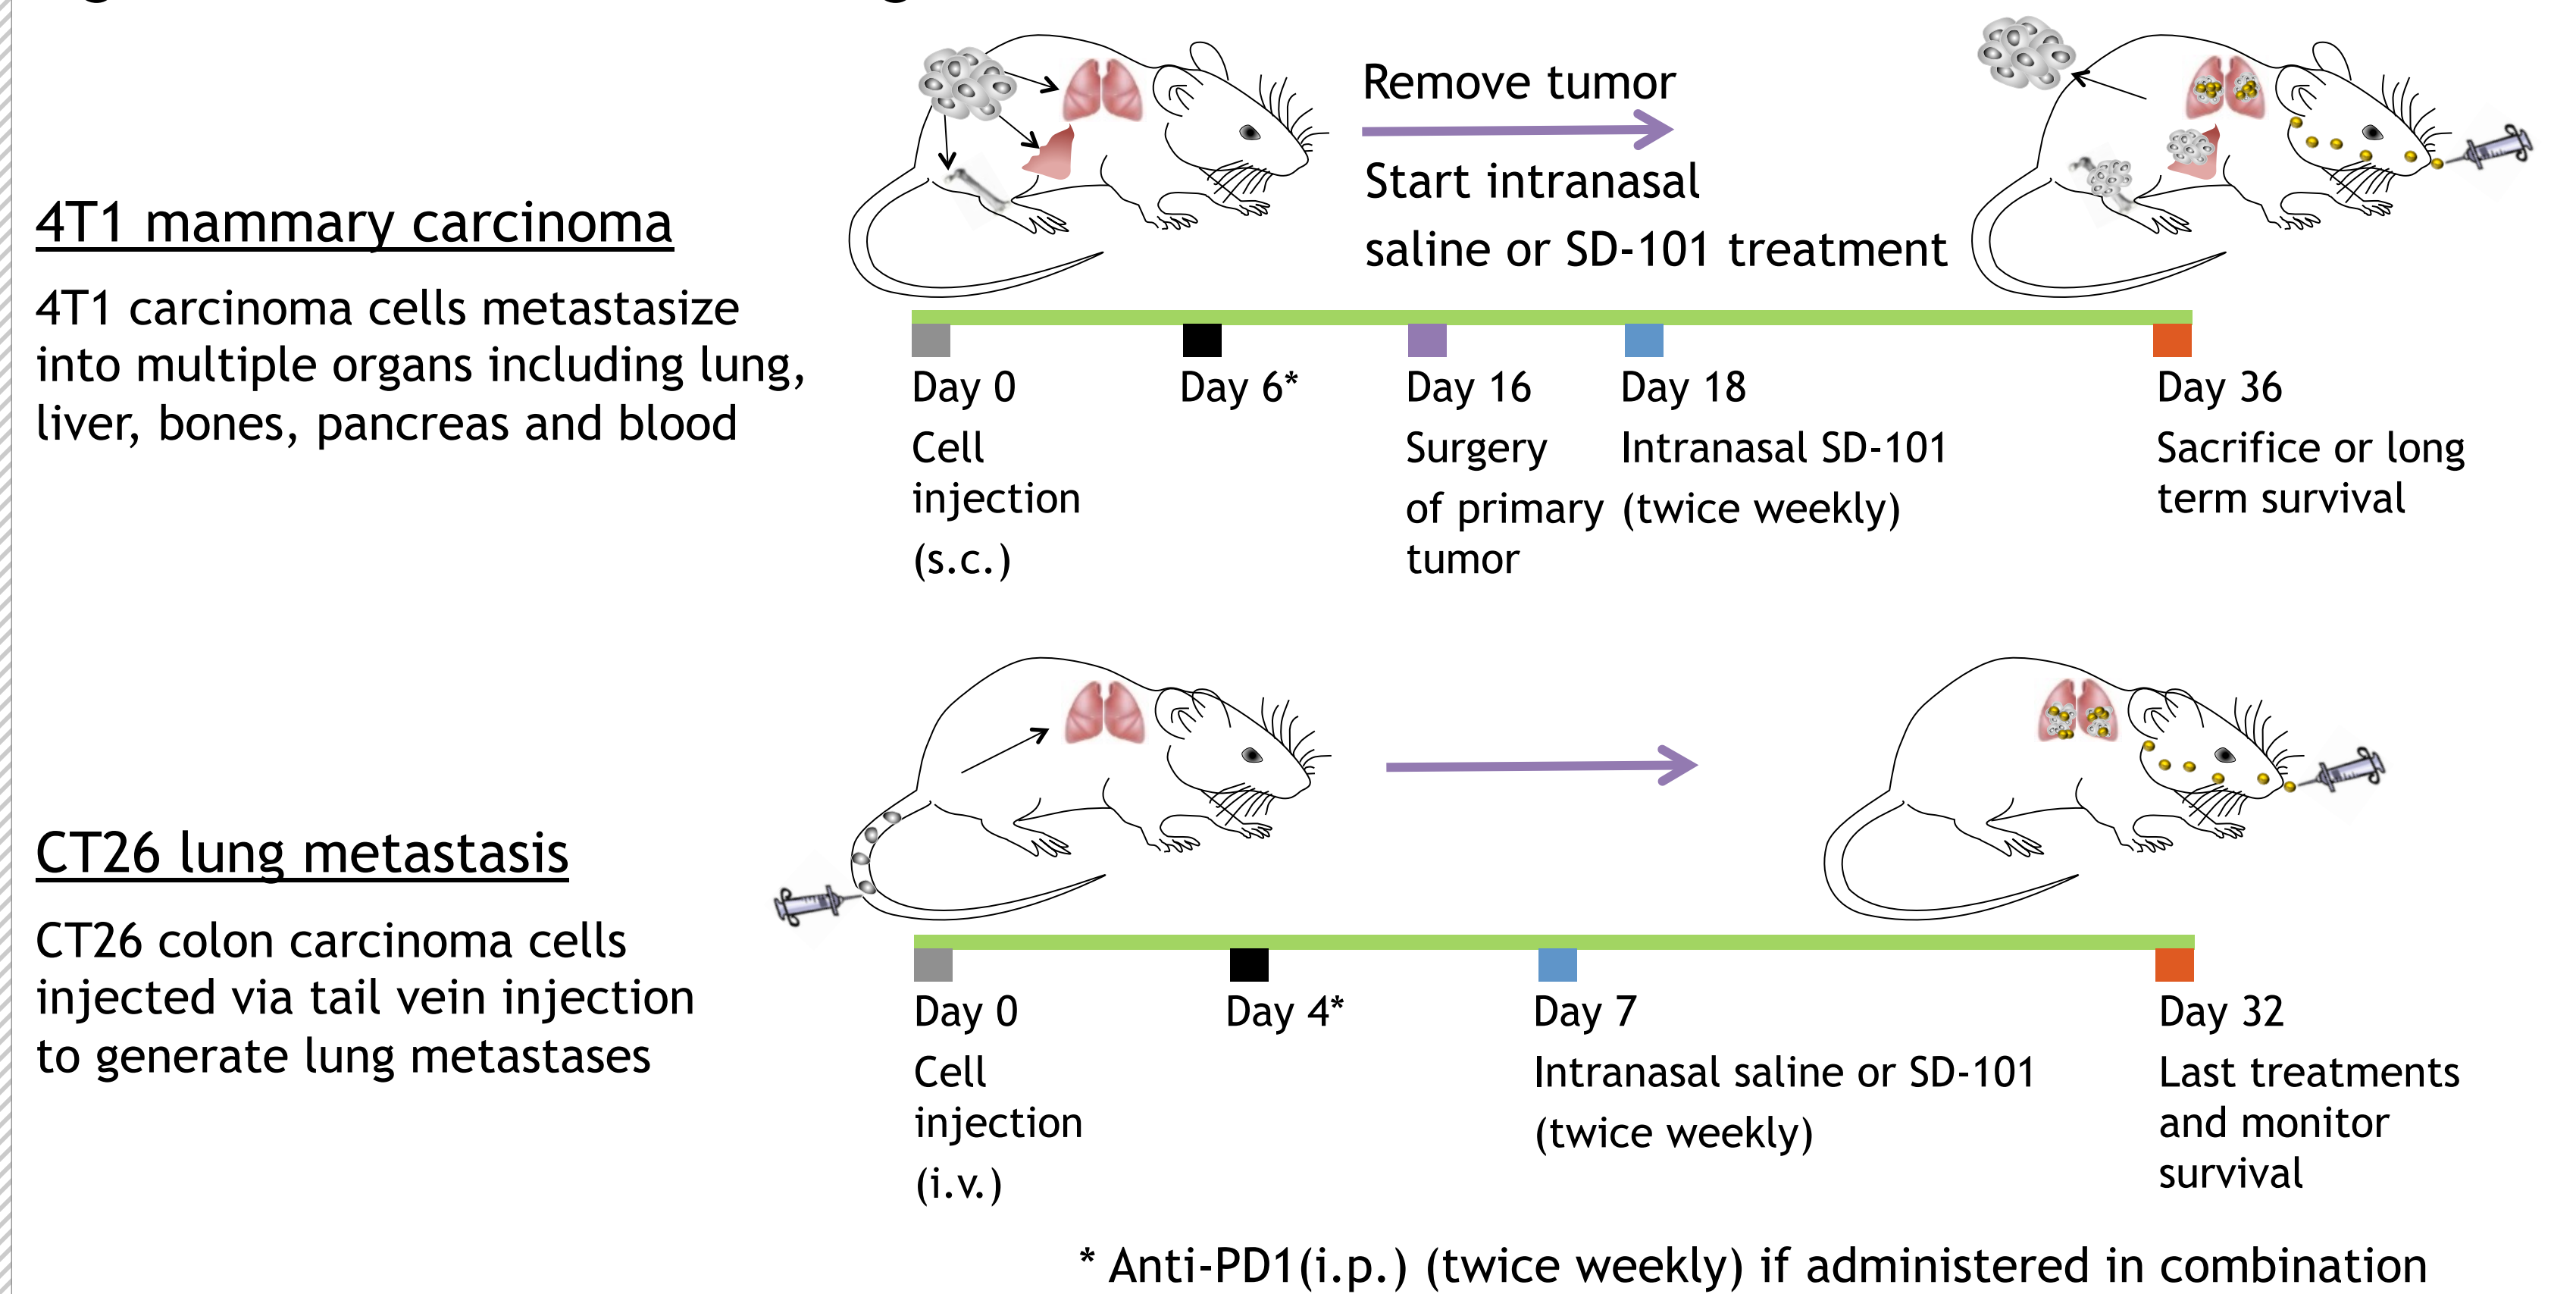 Remove tumor
Start intranasal
saline or SD-101 treatment
4T1 mammary carcinoma
4T1 carcinoma cells metastasize
into multiple organs including lung,
liver, bones, pancreas and blood
Day 0
Cell
injection
(s.c.)
Day 6*
Day 16
Surgery
of primary
tumor
Day 18
Intranasal SD-101
(twice weekly)
Day 36
Sacrifice or long
term survival
CT26 lung metastasis
CT26 colon carcinoma cells
injected via tail vein injection
to generate lung metastases
Day 0
Cell
injection
(i.v.)
Day 4*
Day 7
Intranasal saline or SD-101
(twice weekly)
Day 32
Last treatments
and monitor
survival
* Anti-PD1(i.p.) (twice weekly) if administered in combination